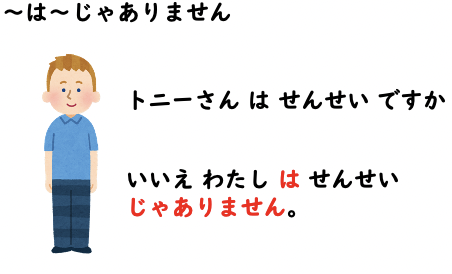 ～は～じゃありません
トニーさん は せんせい ですか
いいえ わたし は せんせい
じゃありません。